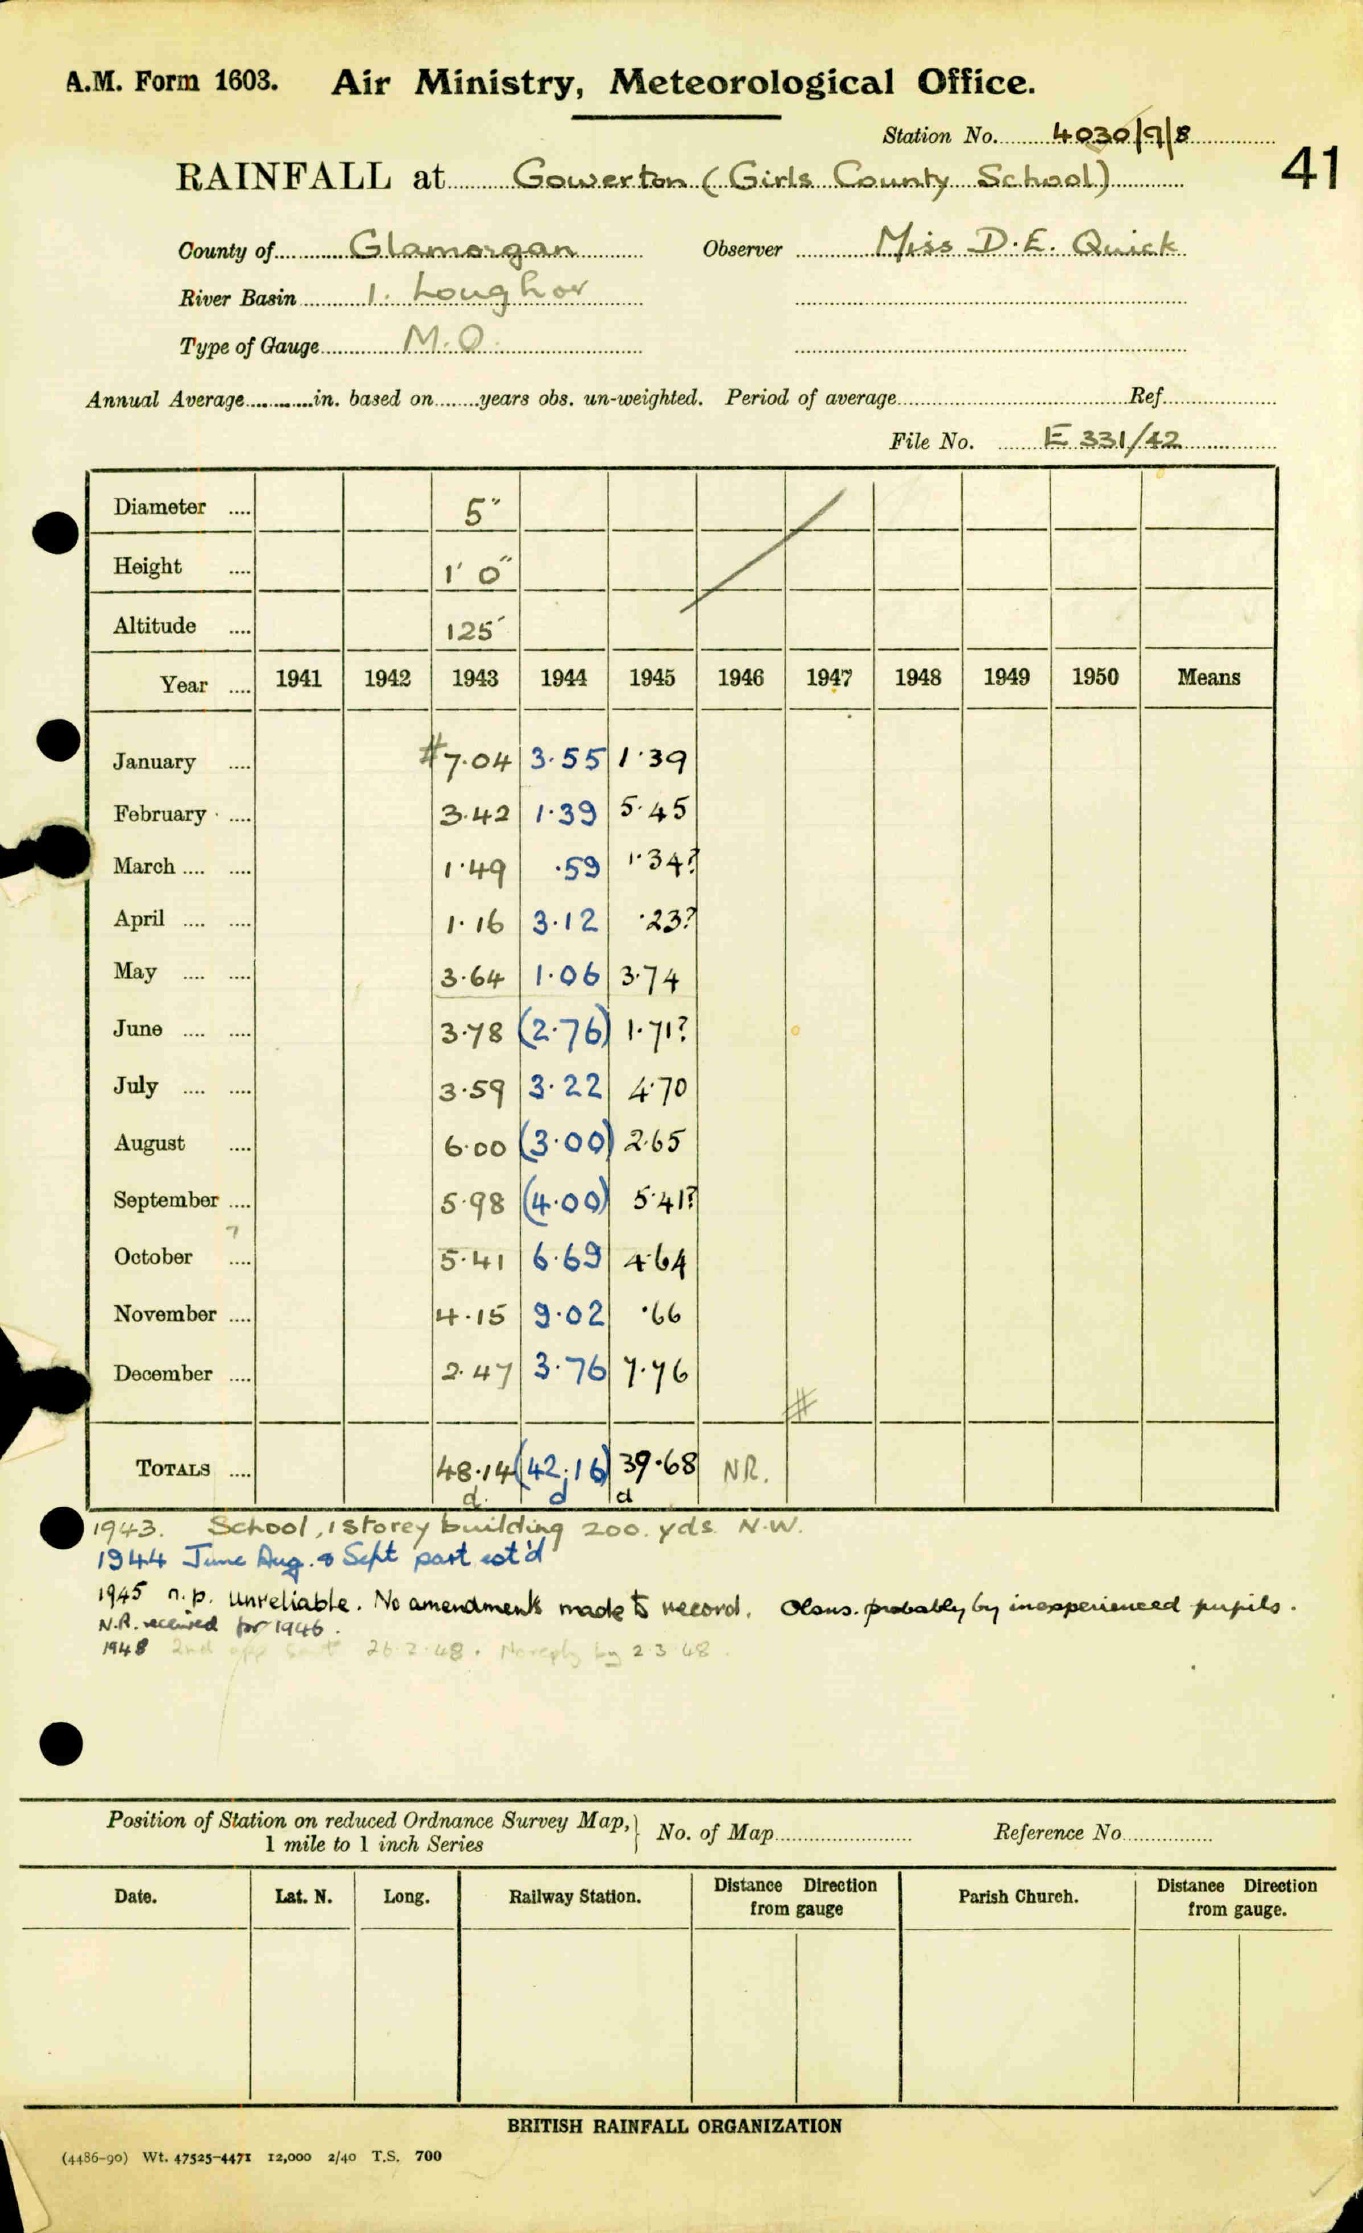 A.M. Form 1603. Air Ministry, Meteorological Office.
Station No. 4030/9/8
41
RAINFALL at Gowerton (Girls County School)
County of Glamorgan Observer Miss D.E. Quick
River Basin 1. Loughor
Type of Gauge M.O.
Annual Average............in. based on........years obs. un-weighted. Period of average........ Ref........
File No. E 331/42
Diameter .... 5"
Height .... 1' 0"
Altitude .... 125'
Year .... 1941 1942 1943 1944 1945 1946 1947 1948 1949 1950 Means
January .... #7.04 3.55 1.39
February .... 3.42 1.39 5.45
March .... .... 1.49 .59 1.34?
April .... .... 1.16 3.12 .23?
May .... .... 3.64 1.06 3.74
June .... .... 3.78 (2.76) 1.71?
July .... .... 3.59 3.22 4.70
August .... 6.00 (3.00) 2.65
September .... 5.98 (4.00) 5.41?
October .... 5.41 6.69 4.64
November .... 4.15 9.02 .66
December .... 2.47 3.76 7.76
#
TOTALS .... 48.14 (42.16) 39.68 N.R.
d. d d
1943. School, 1 storey building 200. yds N.W.
1944 June Aug. & Sept part est'd
1945 n.p. Unreliable. No amendments made to record. Obsns. probably by inexperienced pupils.
N.R. received for 1946.
1948 2nd app sent 26.2.48. No reply by 2.3.48.
Position of Station on reduced Ordnance Survey Map, } No. of Map........ Reference No........
1 mile to 1 inch Series
Date. Lat. N. Long. Railway Station. Distance Direction from gauge Parish Church. Distance Direction from gauge.
BRITISH RAINFALL ORGANIZATION
(4486-90) Wt. 47525-4471 12,000 2/40 T.S. 700